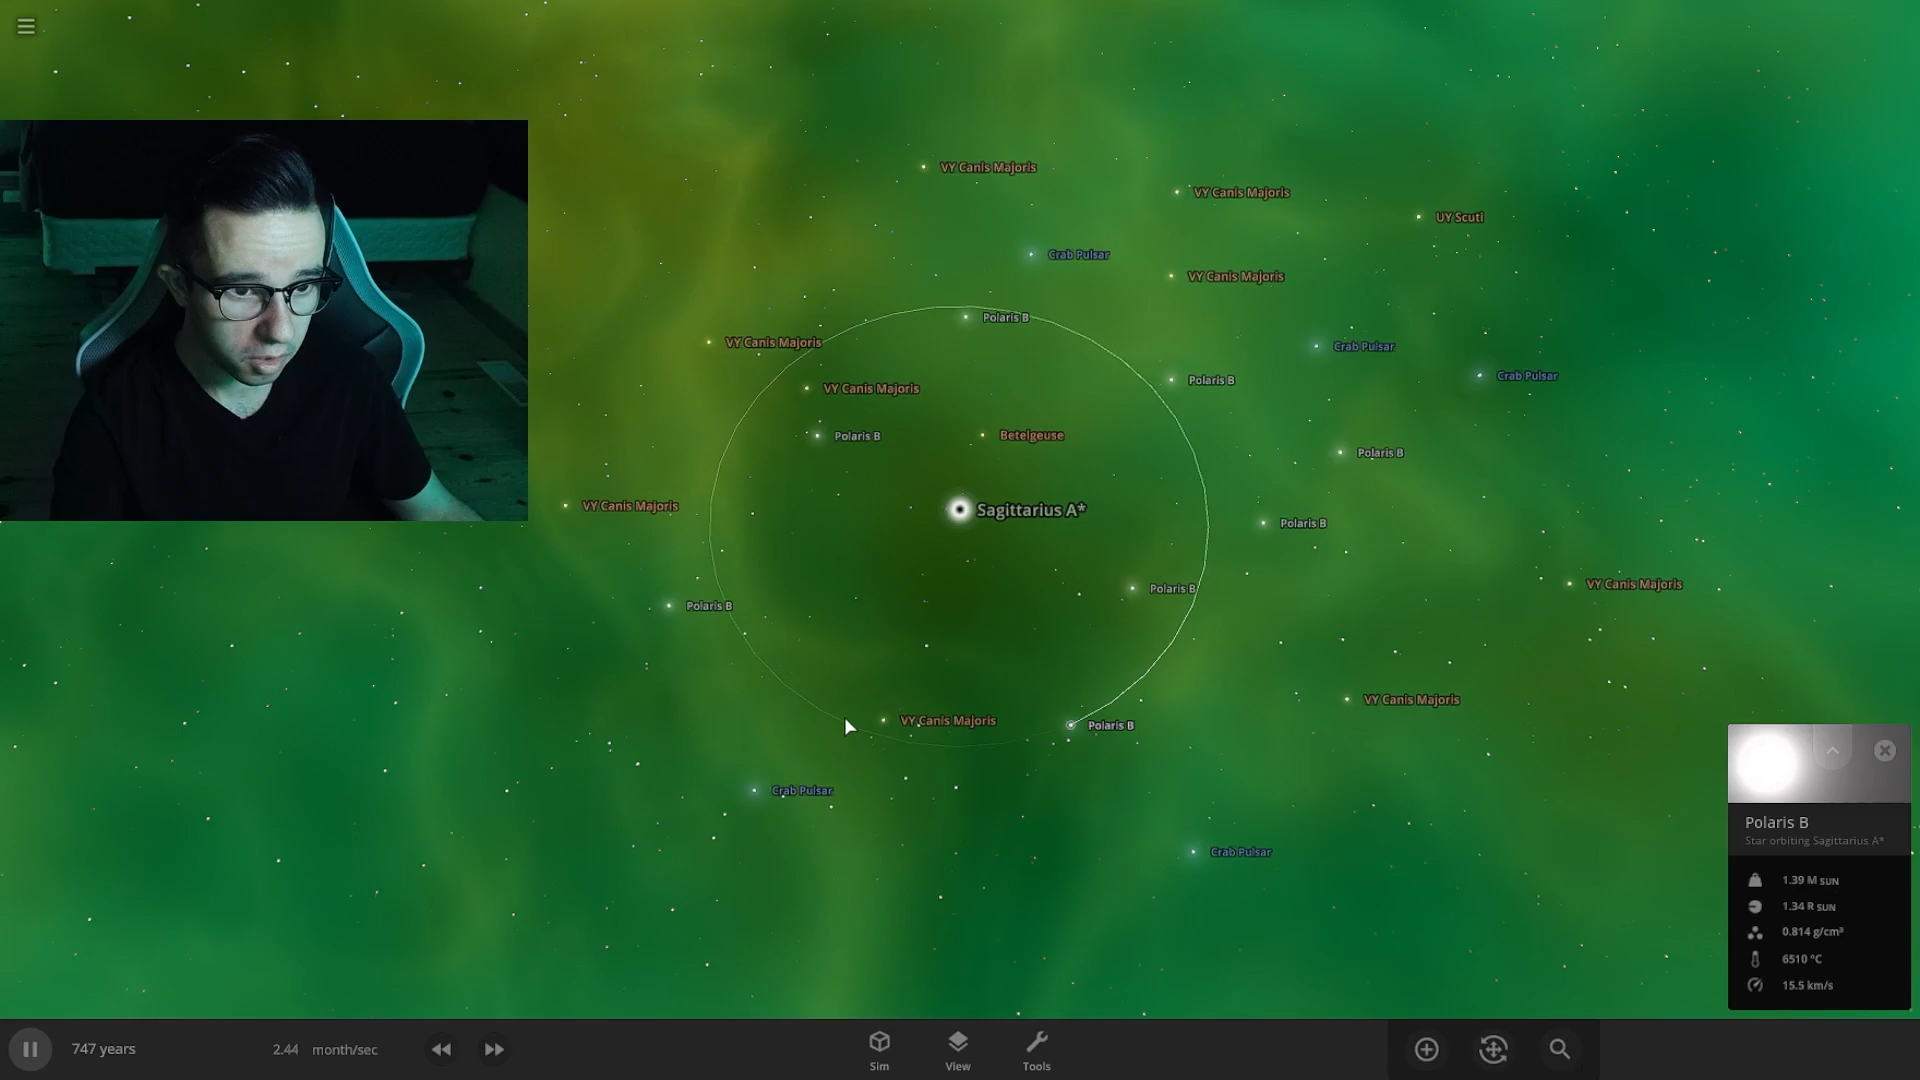 VY Canis Majoris
VY Canis Majoris
UY Scuti
Crab Pulsar
VY Canis Majoris
Polaris B
VY Canis Majoris
Crab Pulsar
Crab Pulsar
Polaris B
VY Canis Majoris
Polaris B
Betelgeuse
Polaris B
VY Canis Majoris
Sagittarius A*
Polaris B
VY Canis Majoris
Polaris B
Polaris B
VY Canis Majoris
VY Canis Majoris
Polaris B
Crab Pulsar
Crab Pulsar
Polaris B
Star orbiting Sagittarius A*
1.39 M SUN
1.34 R SUN
0.814 g/cm³
6510 °C
15.5 km/s
747 years
2.44 month/sec
Sim
View
Tools